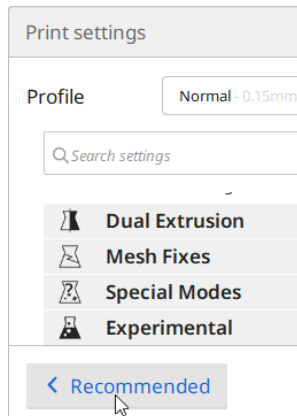 Print settings
Profile
Normal - 0.15mm
Search settings
Dual Extrusion
Mesh Fixes
Special Modes
Experimental
Recommended